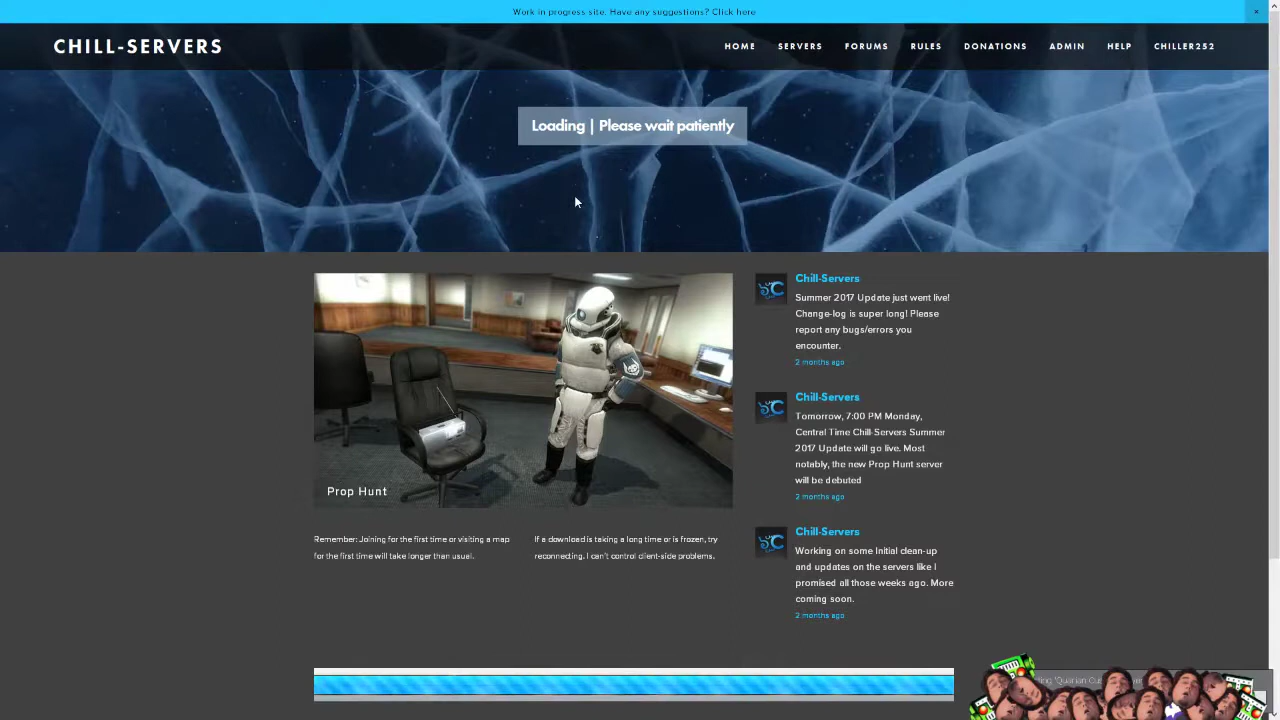 Work in progress site. Have any suggestions? Click here
×
CHILL-SERVERS
HOME SERVERS FORUMS RULES DONATIONS ADMIN HELP CHILLER252
Loading | Please wait patiently
Prop Hunt
Remember: Joining for the first time or visiting a map
for the first time will take longer than usual.
If a download is taking a long time or is frozen, try
reconnecting. I can't control client-side problems.
Chill-Servers
Summer 2017 Update just went live!
Change-log is super long! Please
report any bugs/errors you
encounter.
2 months ago
Chill-Servers
Tomorrow, 7:00 PM Monday,
Central Time Chill-Servers Summer
2017 Update will go live. Most
notably, the new Prop Hunt server
will be debuted
2 months ago
Chill-Servers
Working on some Initial clean-up
and updates on the servers like I
promised all those weeks ago. More
coming soon.
2 months ago